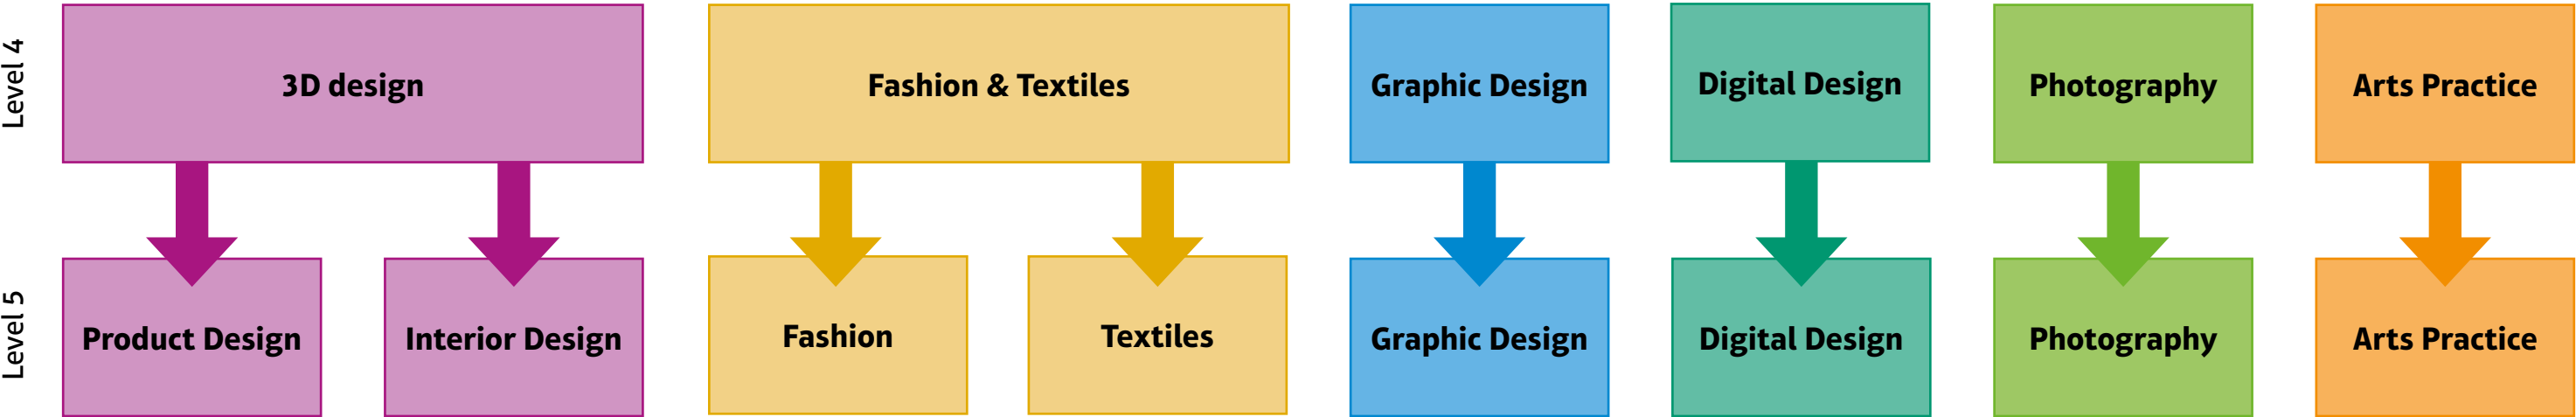 Level 4
3D design
Fashion & Textiles
Graphic Design
Digital Design
Photography
Arts Practice
Level 5
Product Design
Interior Design
Fashion
Textiles
Graphic Design
Digital Design
Photography
Arts Practice